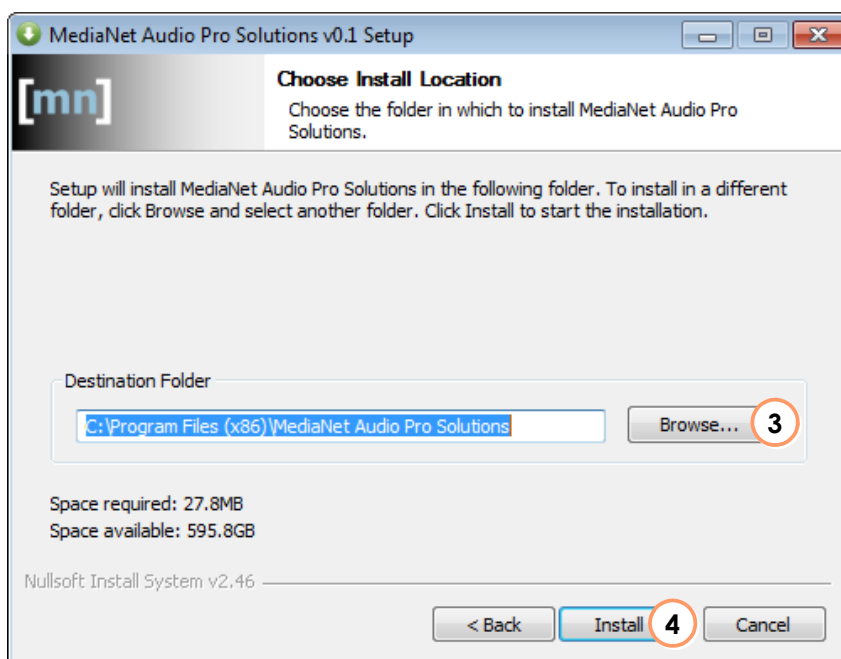 MediaNet Audio Pro Solutions v0.1 Setup
[mn]
Choose Install Location
Choose the folder in which to install MediaNet Audio Pro
Solutions.
Setup will install MediaNet Audio Pro Solutions in the following folder. To install in a different
folder, click Browse and select another folder. Click Install to start the installation.
Destination Folder
C:\Program Files (x86)\MediaNet Audio Pro Solutions
Browse... 3
Space required: 27.8MB
Space available: 595.8GB
Nullsoft Install System v2.46
< Back Install 4 Cancel